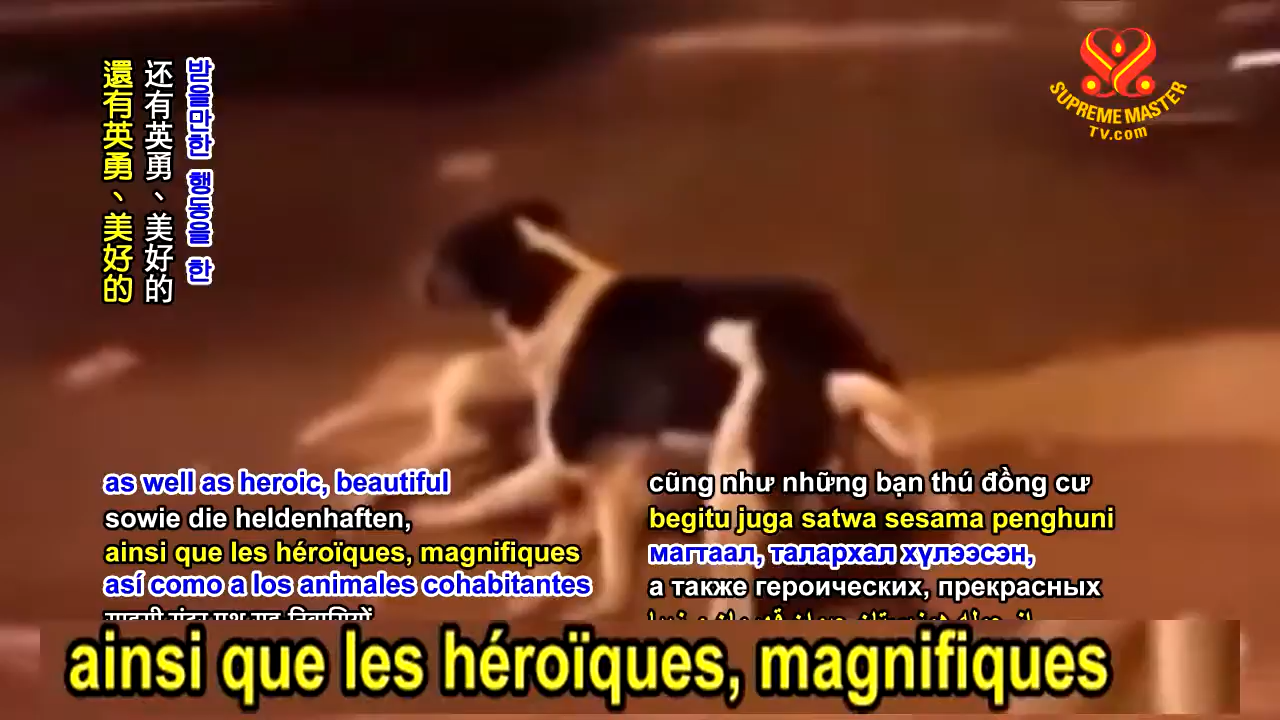 還有英勇、美好的
还有英勇、美好的
받을만한 행동을 한
SUPREME MASTER
TV.com
as well as heroic, beautiful
sowie die heldenhaften,
ainsi que les héroïques, magnifiques
así como a los animales cohabitantes
cũng như những bạn thú đồng cư
begitu juga satwa sesama penghuni
магтаал, талархал хүлээсэн,
а также героических, прекрасных
ainsi que les héroïques, magnifiques